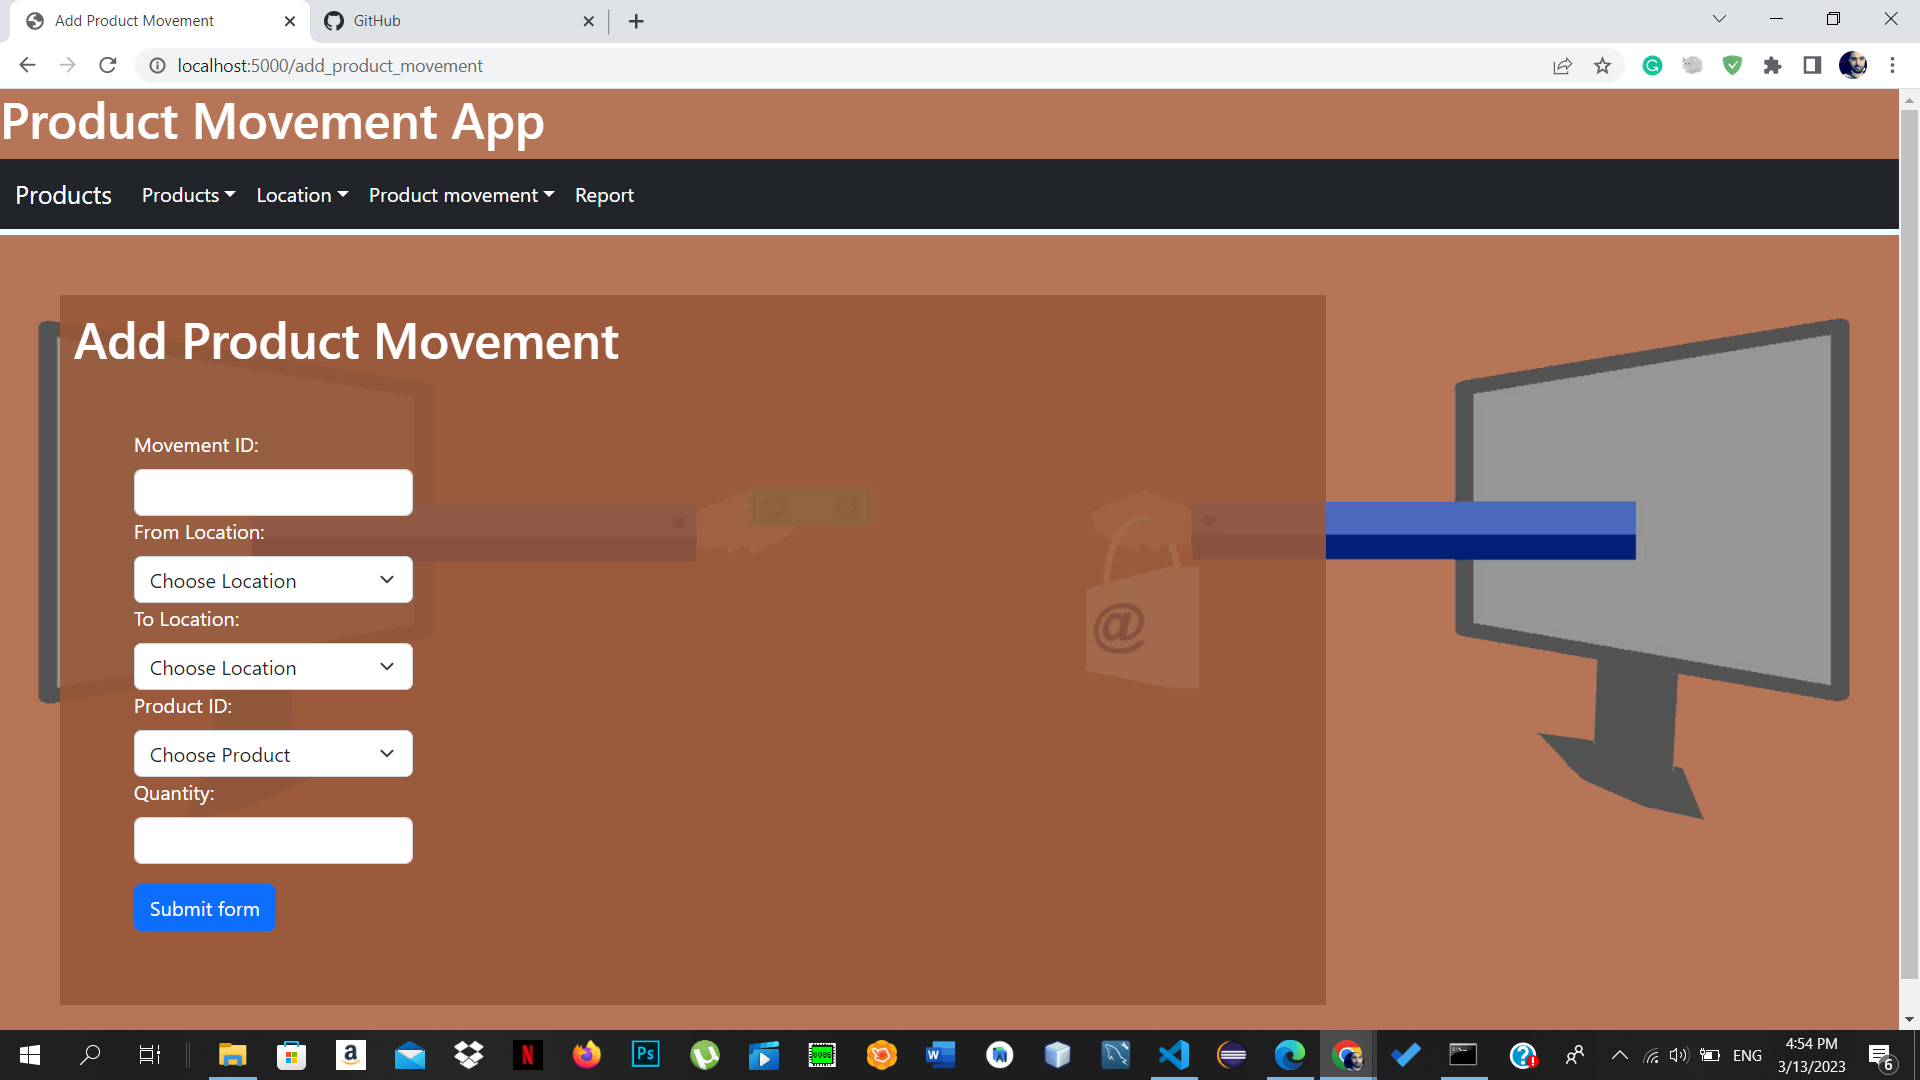 Add Product Movement
GitHub
localhost:5000/add_product_movement
Product Movement App
Products Products Location Product movement Report
Add Product Movement
Movement ID:
From Location:
Choose Location
To Location:
Choose Location
Product ID:
Choose Product
Quantity:
Submit form
@
ENG
4:54 PM
3/13/2023
6